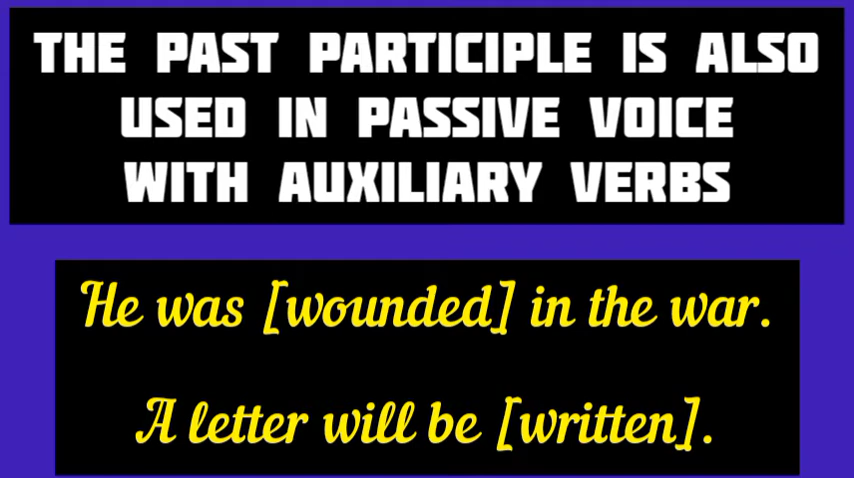 THE PAST PARTICIPLE IS ALSO
USED IN PASSIVE VOICE
WITH AUXILIARY VERBS
He was [wounded] in the war.
A letter will be [written].